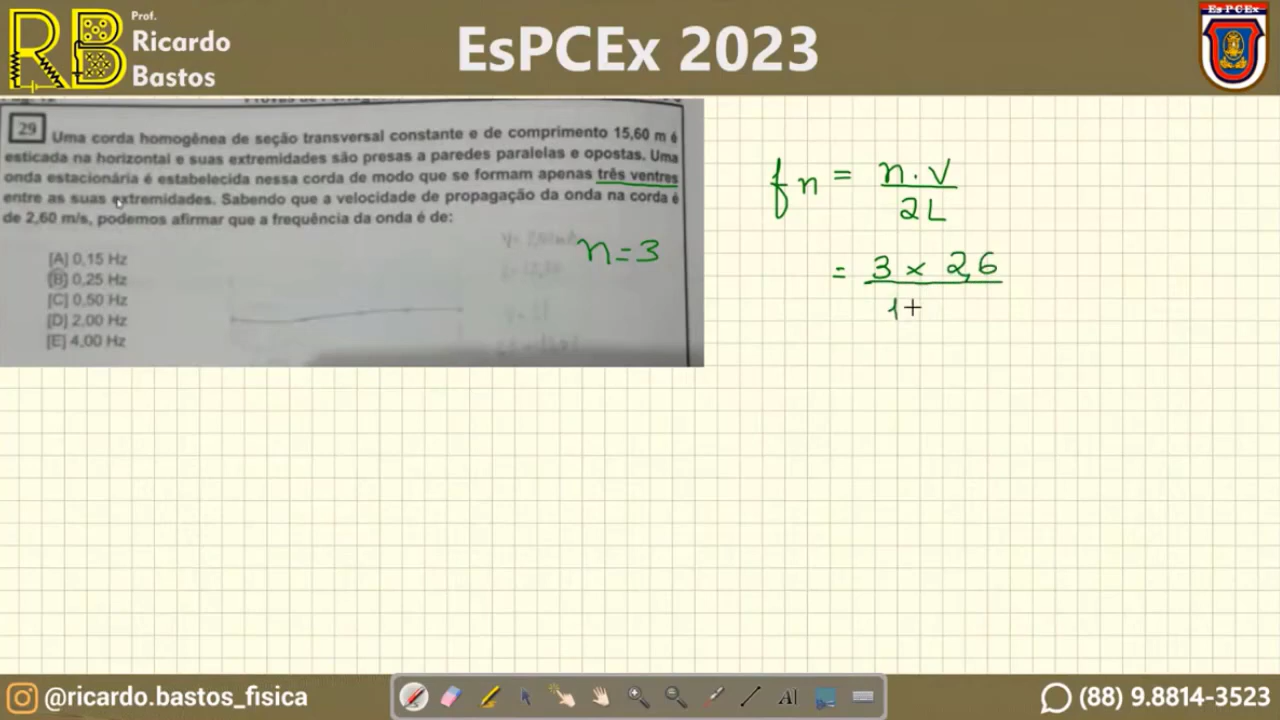 RB
Prof.
Ricardo
Bastos
EsPCEx 2023
EsPCEx
29
Uma corda homogênea de seção transversal constante e de comprimento 15,60 m é
esticada na horizontal e suas extremidades são presas a paredes paralelas e opostas. Uma
onda estacionária é estabelecida nessa corda de modo que se formam apenas três ventres
entre as suas extremidades. Sabendo que a velocidade de propagação da onda na corda é
de 2,60 m/s, podemos afirmar que a frequência da onda é de:
[A] 0,15 Hz
[B] 0,25 Hz
[C] 0,50 Hz
[D] 2,00 Hz
[E] 4,00 Hz
n=3
fn = n.V
2L
= 3 × 2,6
1
@ricardo.bastos_fisica
AI
(88) 9.8814-3523